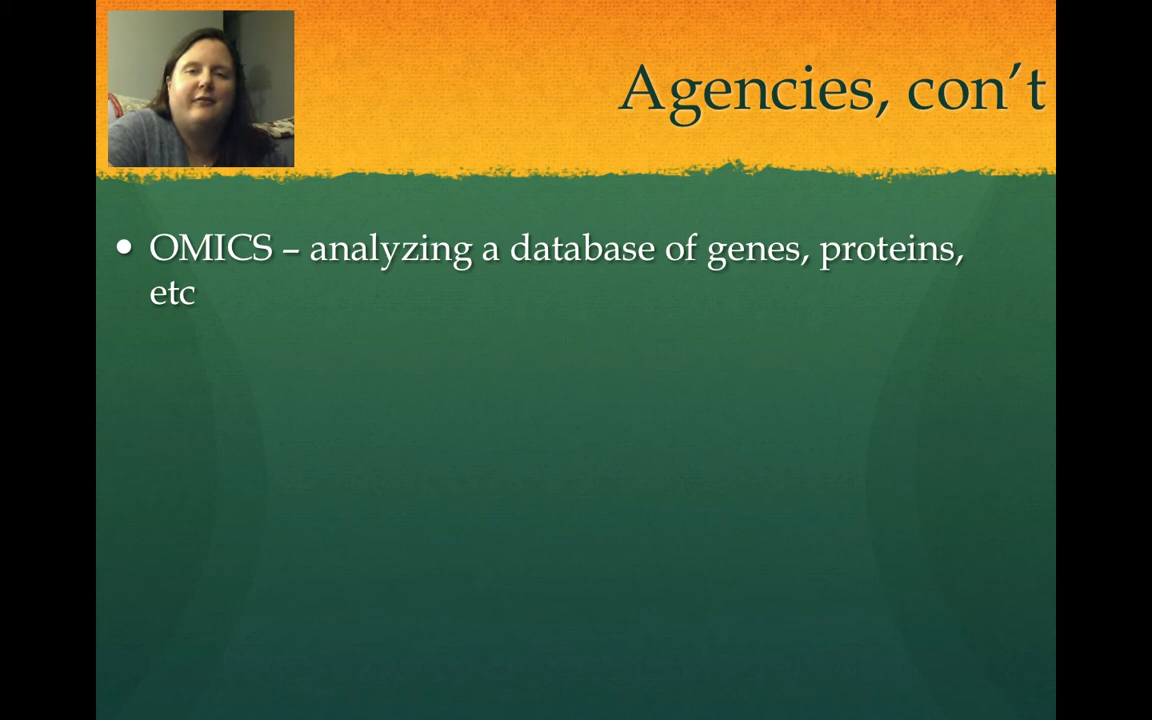 Agencies, con’t
• OMICS – analyzing a database of genes, proteins,
etc